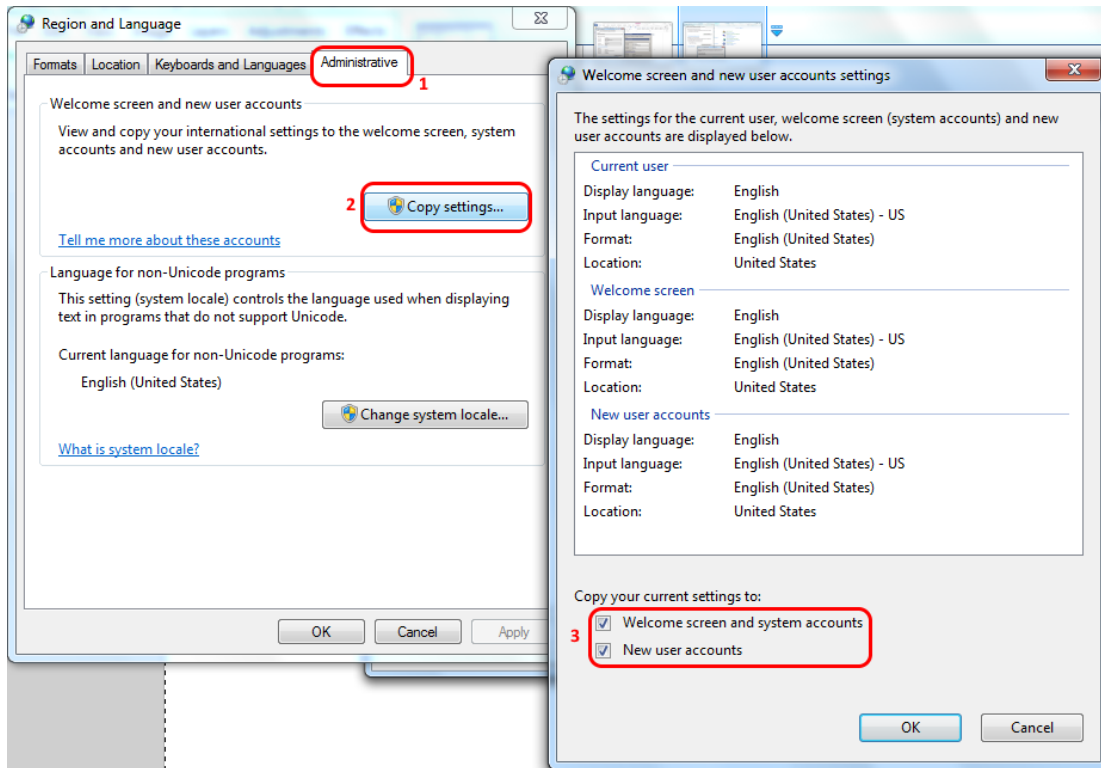 Region and Language
Formats
Location
Keyboards and Languages
Administrative
1
Welcome screen and new user accounts
View and copy your international settings to the welcome screen, system
accounts and new user accounts.
2
Copy settings...
Tell me more about these accounts
Language for non-Unicode programs
This setting (system locale) controls the language used when displaying
text in programs that do not support Unicode.
Current language for non-Unicode programs:
English (United States)
Change system locale...
What is system locale?
OK
Cancel
Apply
Welcome screen and new user accounts settings
The settings for the current user, welcome screen (system accounts) and new
user accounts are displayed below.
Current user
Display language: English
Input language: English (United States) - US
Format: English (United States)
Location: United States
Welcome screen
Display language: English
Input language: English (United States) - US
Format: English (United States)
Location: United States
New user accounts
Display language: English
Input language: English (United States) - US
Format: English (United States)
Location: United States
Copy your current settings to:
3
Welcome screen and system accounts
New user accounts
OK
Cancel